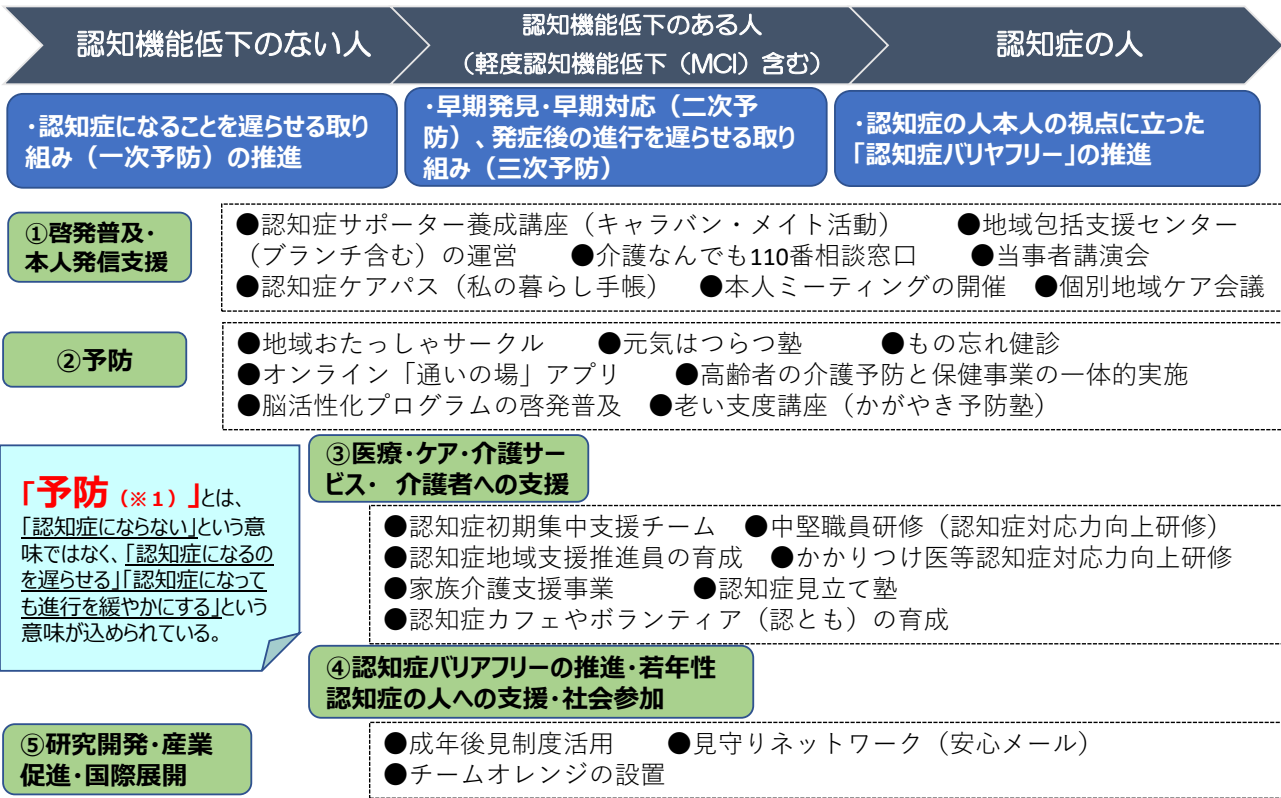 認知機能低下のない人
認知機能低下のある人
（軽度認知機能低下（MCI）含む）
認知症の人
・認知症になることを遅らせる取り
組み（一次予防）の推進
・早期発見・早期対応（二次予
防）、発症後の進行を遅らせる取り
組み（三次予防）
・認知症の人本人の視点に立った
「認知症バリヤフリー」の推進
①啓発普及・
本人発信支援
●認知症サポーター養成講座（キャラバン・メイト活動）　●地域包括支援センター
（ブランチ含む）の運営　●介護なんでも110番相談窓口　●当事者講演会
●認知症ケアパス（私の暮らし手帳）　●本人ミーティングの開催　●個別地域ケア会議
②予防
●地域おたっしゃサークル　●元気はつらつ塾　●もの忘れ健診
●オンライン「通いの場」アプリ　●高齢者の介護予防と保健事業の一体的実施
●脳活性化プログラムの啓発普及　●老い支度講座（かがやき予防塾）
「予防（※１）」とは、
「認知症にならない」という意
味ではなく、「認知症になるの
を遅らせる」「認知症になって
も進行を緩やかにする」という
意味が込められている。
③医療・ケア・介護サー
ビス・ 介護者への支援
●認知症初期集中支援チーム　●中堅職員研修（認知症対応力向上研修）
●認知症地域支援推進員の育成　●かかりつけ医等認知症対応力向上研修
●家族介護支援事業　●認知症見立て塾
●認知症カフェやボランティア（認とも）の育成
④認知症バリアフリーの推進・若年性
認知症の人への支援・社会参加
⑤研究開発・産業
促進・国際展開
●成年後見制度活用　●見守りネットワーク（安心メール）
●チームオレンジの設置